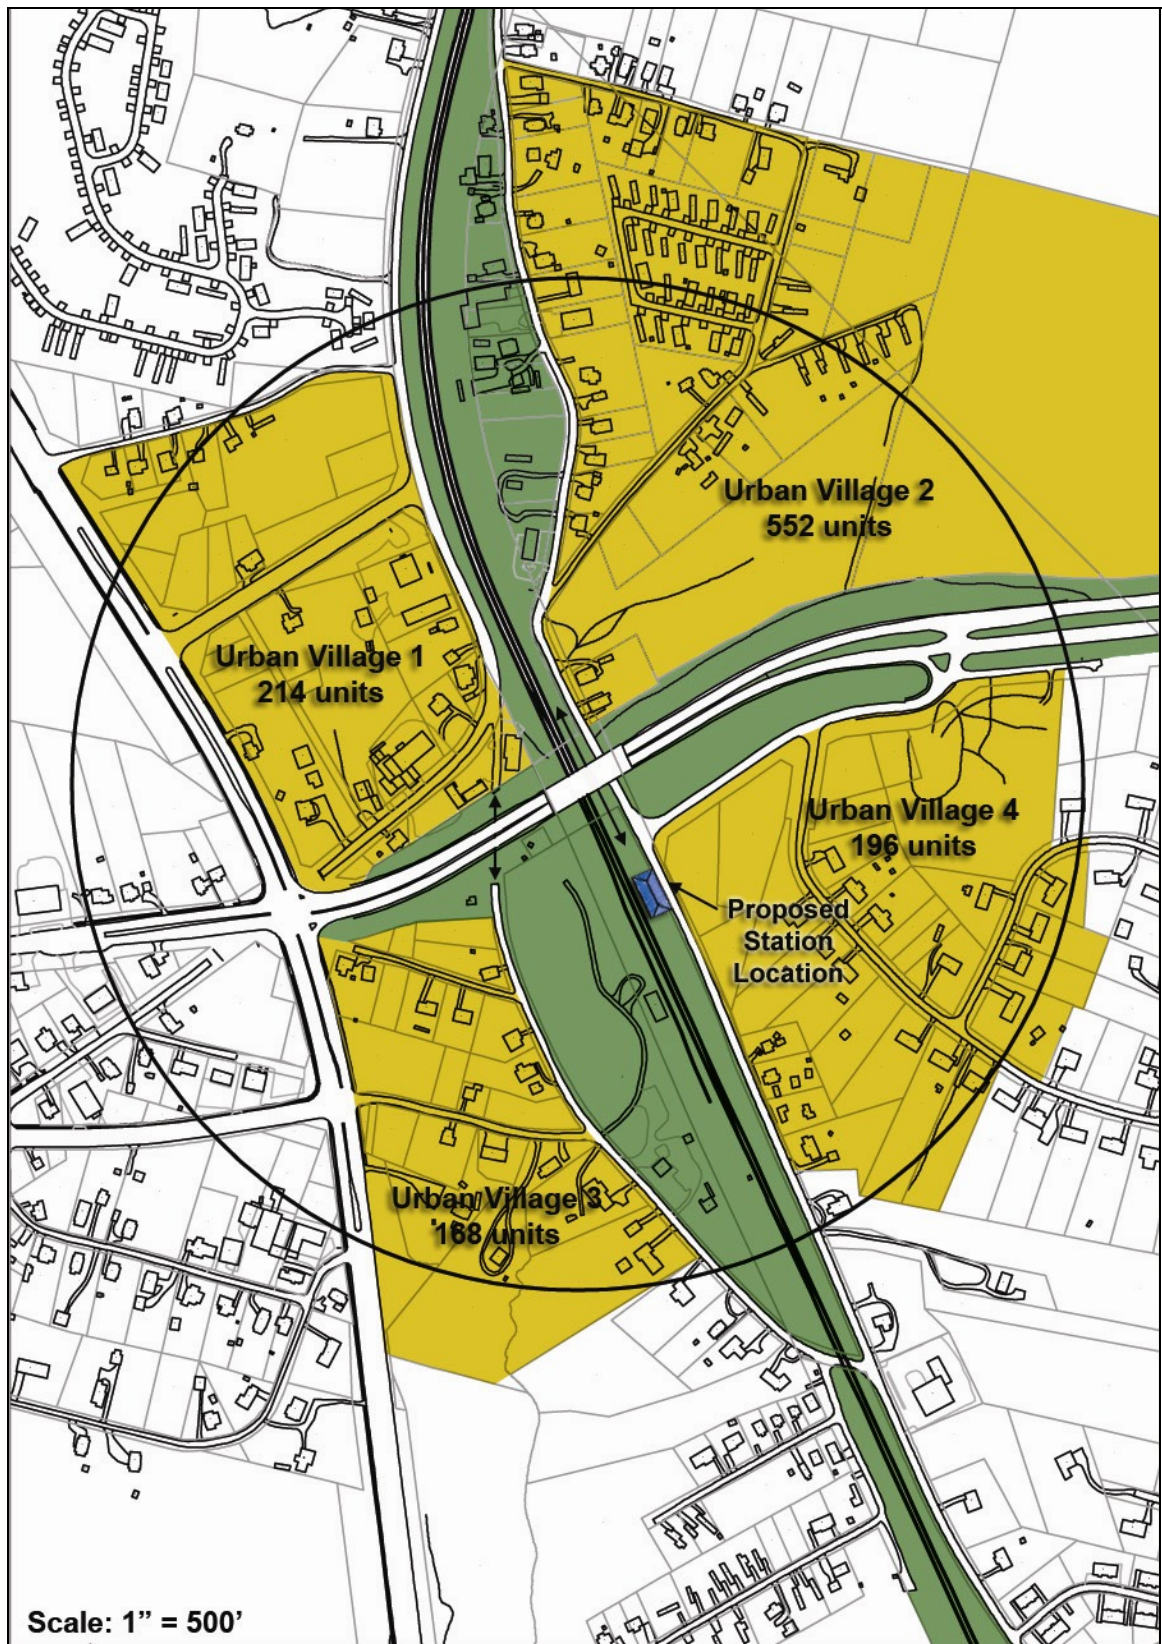 Urban Village 2
552 units
Urban Village 1
214 units
Urban Village 4
196 units
Proposed
Station
Location
Urban Village 3
168 units
Scale: 1” = 500’